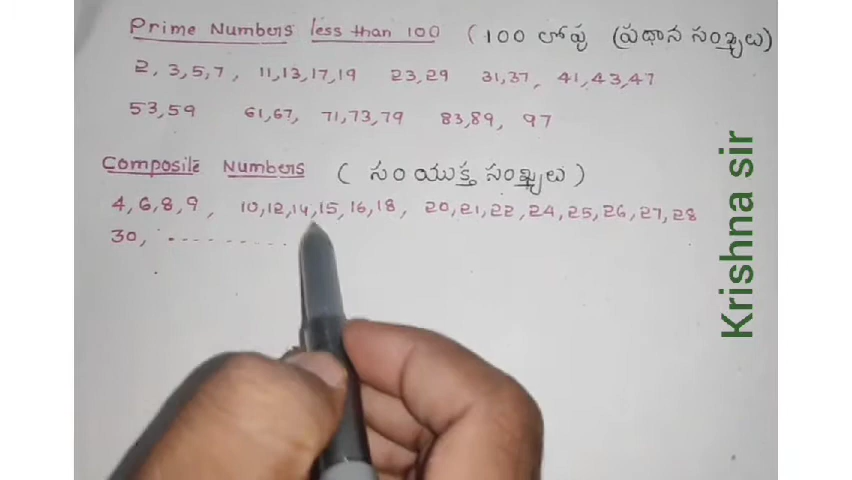 Prime Numbers less than 100 (100 లోపు (ప్రధాన సంఖ్యలు)
2, 3, 5, 7, 11, 13, 17, 19 23, 29 31, 37, 41, 43, 47
53, 59 61, 67, 71, 73, 79 83, 89, 97
Composite Numbers (సంయుక్త సంఖ్యలు)
4, 6, 8, 9, 10, 12, 14, 15, 16, 18, 20, 21, 22, 24, 25, 26, 27, 28
30, ----------
Krishna sir